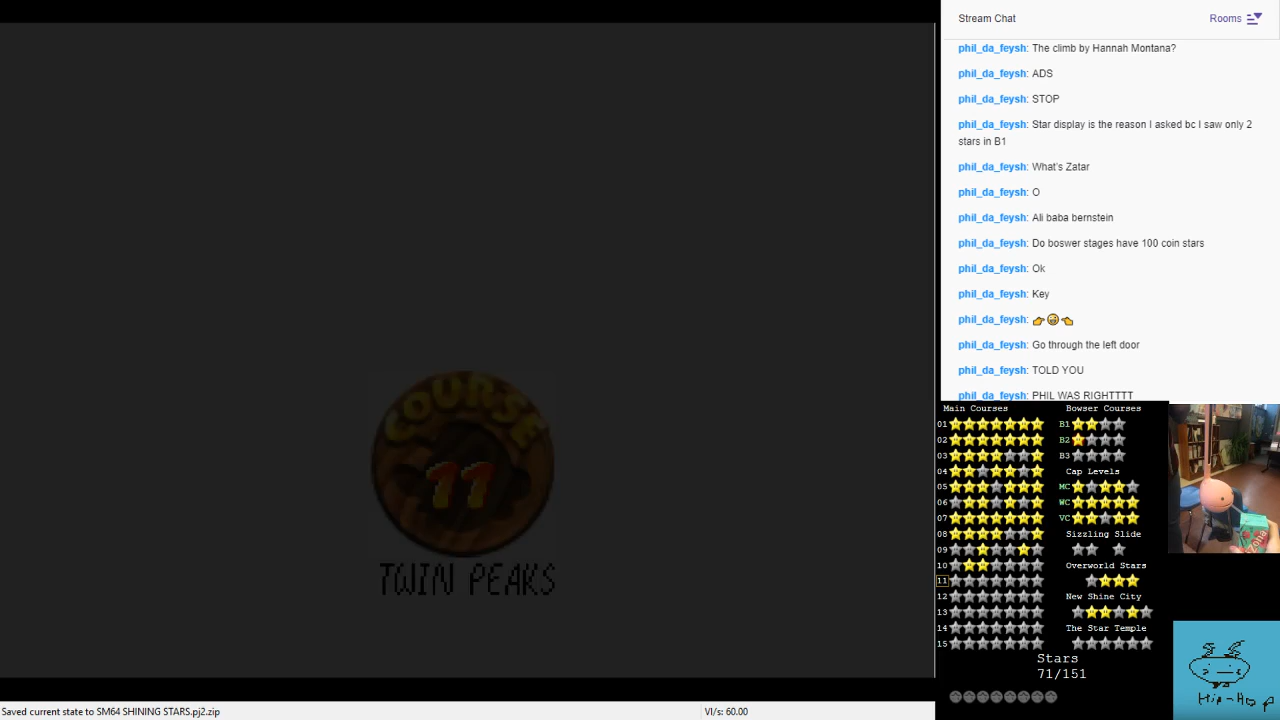 Stream Chat
Rooms
phil_da_feysh: The climb by Hannah Montana?
phil_da_feysh: ADS
phil_da_feysh: STOP
phil_da_feysh: Star display is the reason I asked bc I saw only 2
stars in B1
phil_da_feysh: What's Zatar
phil_da_feysh: O
phil_da_feysh: Ali baba bernstein
phil_da_feysh: Do boswer stages have 100 coin stars
phil_da_feysh: Ok
phil_da_feysh: Key
phil_da_feysh: 👉😀👈
phil_da_feysh: Go through the left door
phil_da_feysh: TOLD YOU
phil_da_feysh: PHIL WAS RIGHTTTT
COURSE
11
TWIN PEAKS
Main Courses
01
02
03
04
05
06
07
08
09
10
11
12
13
14
15
Bowser Courses
B1
B2
B3
Cap Levels
MC
WC
VC
Sizzling Slide
Overworld Stars
New Shine City
The Star Temple
Stars
71/151
Hip-Hop
Saved current state to SM64 SHINING STARS.pj2.zip
VI/s: 60.00